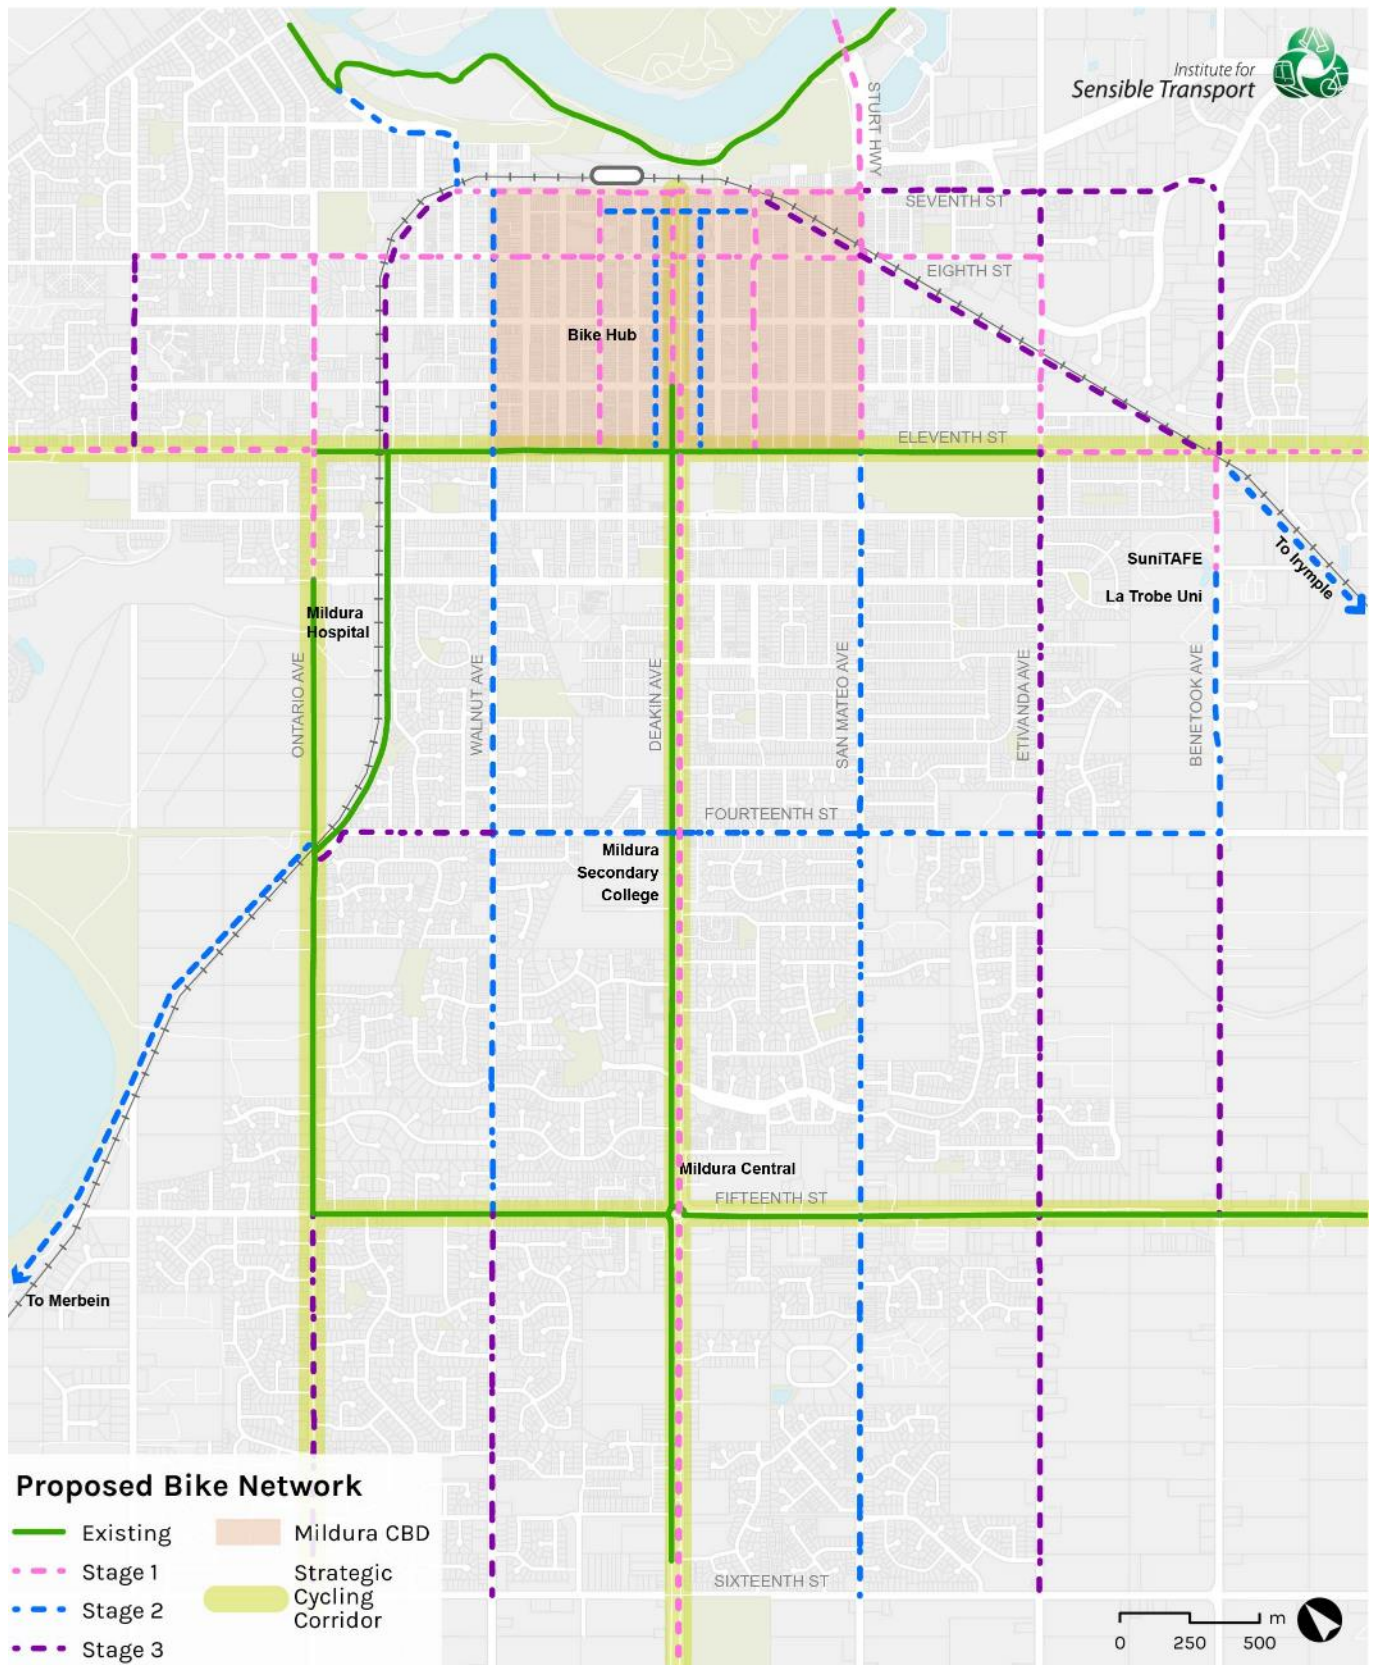 Institute for
Sensible Transport
STURT HWY
SEVENTH ST
EIGHTH ST
Bike Hub
ELEVENTH ST
SuniTAFE
To Irymple
La Trobe Uni
Mildura
Hospital
ONTARIO AVE
WALNUT AVE
DEAKIN AVE
SAN MATEO AVE
ETIVANDA AVE
BENETOOK AVE
FOURTEENTH ST
Mildura
Secondary
College
Mildura Central
FIFTEENTH ST
To Merbein
SIXTEENTH ST
Proposed Bike Network
Existing
Stage 1
Stage 2
Stage 3
Mildura CBD
Strategic
Cycling
Corridor
m
0 250 500